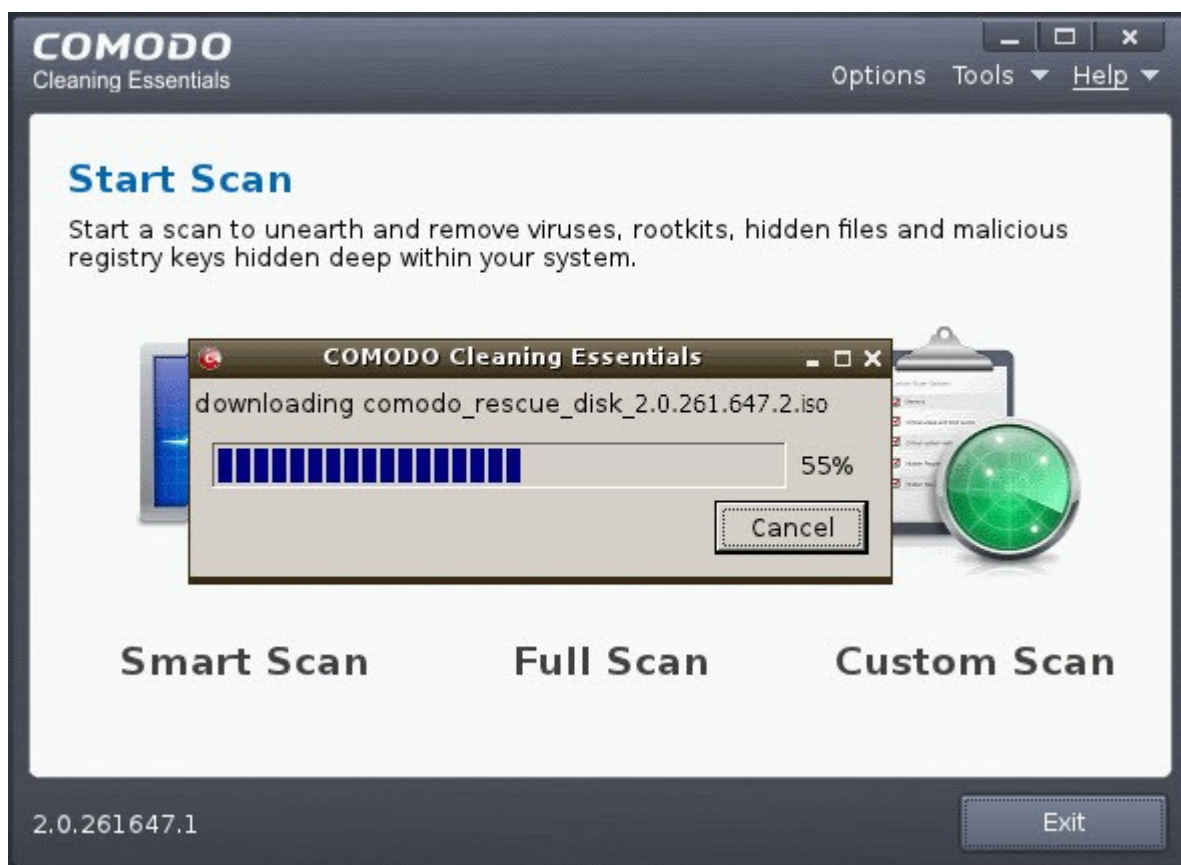 COMODO
Cleaning Essentials
Options Tools Help
Start Scan
Start a scan to unearth and remove viruses, rootkits, hidden files and malicious
registry keys hidden deep within your system.
COMODO Cleaning Essentials
downloading comodo_rescue_disk_2.0.261.647.2.iso
55%
Cancel
Smart Scan Full Scan Custom Scan
2.0.261647.1
Exit